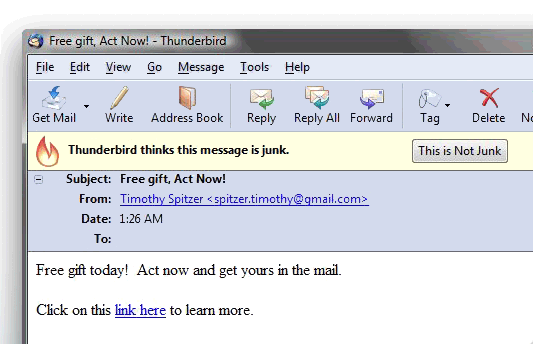 Free gift, Act Now! - Thunderbird
File Edit View Go Message Tools Help
Get Mail Write Address Book Reply Reply All Forward Tag Delete
Thunderbird thinks this message is junk. This is Not Junk
Subject: Free gift, Act Now!
From: Timothy Spitzer <spitzer.timothy@gmail.com>
Date: 1:26 AM
To:
Free gift today! Act now and get yours in the mail.
Click on this link here to learn more.